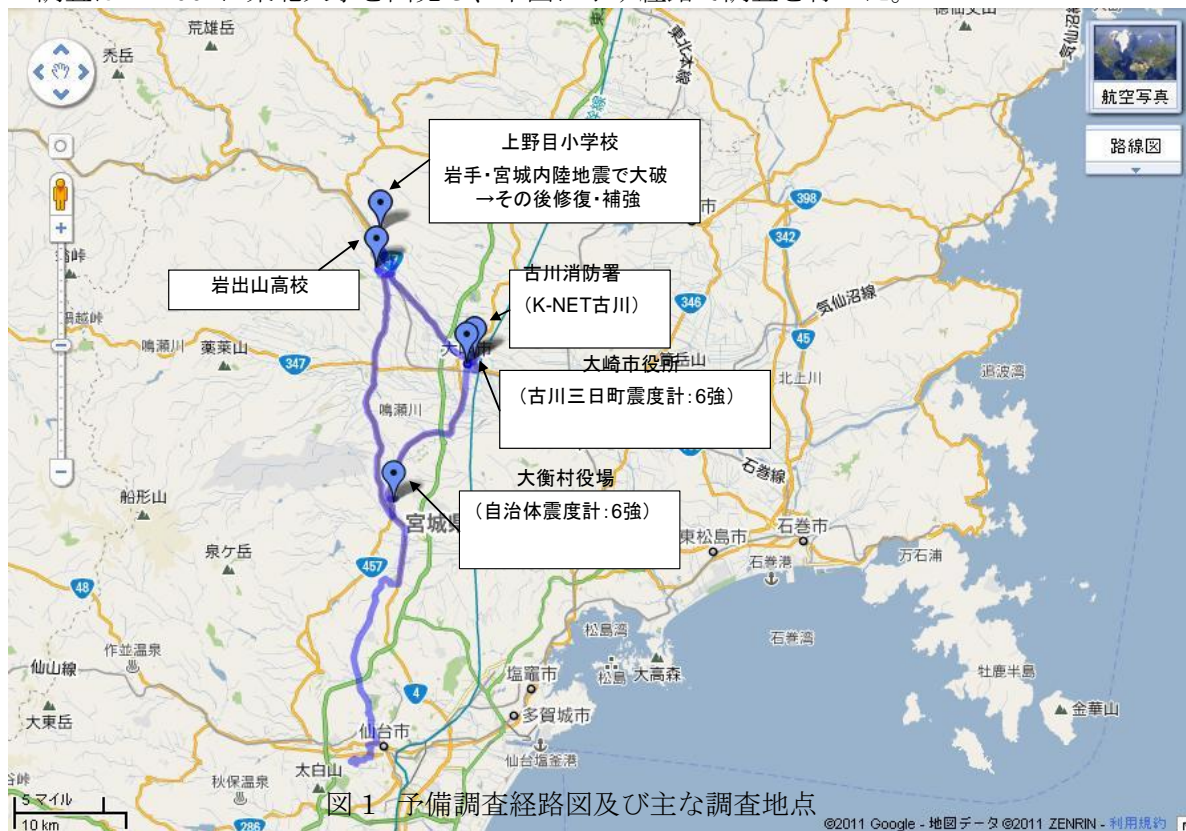 荒雄岳
禿岳
東北本線
気仙沼
航空写真
路線図
上野目小学校
岩手・宮城内陸地震で大破
→その後修復・補強
市
398
342
47
岩出山高校
古川消防署
（K-NET古川）
346
気仙沼線
45
鳴瀬川
薬莱山
347
大崎市役所
（古川三日町震度計：6強）
北上川
追波湾
鳴瀬川
石巻線
大衡村役場
（自治体震度計：6強）
船形山
宮城県
泉ケ岳
東松島市
石巻市
万石浦
石巻港
457
48
松島湾
石巻湾
作並温泉
仙山線
塩竈市
松島
大高森
牡鹿半島
4
大東岳
多賀城市
金華山
仙台市
仙台塩釜港
太白山
秋保温泉
5 マイル
図 1 予備調査経路図及び主な調査地点
10 km
286
©2011 Google - 地図データ ©2011 ZENRIN - 利用規約